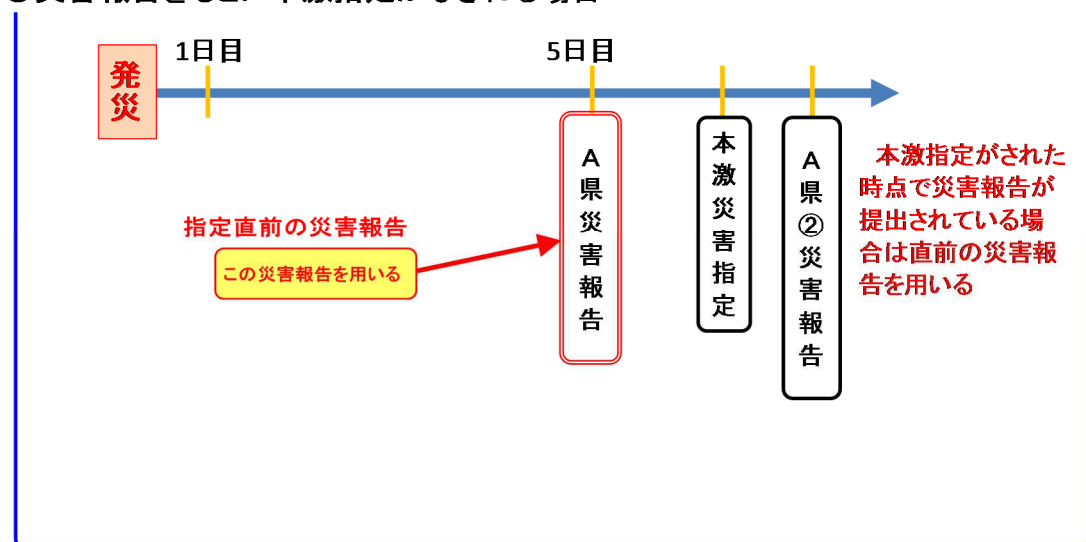 1日目
5日目
発災
A県災害報告
本激災害指定
A県②災害報告
指定直前の災害報告
この災害報告を用いる
本激指定がされた
時点で災害報告が
提出されている場
合は直前の災害報
告を用いる